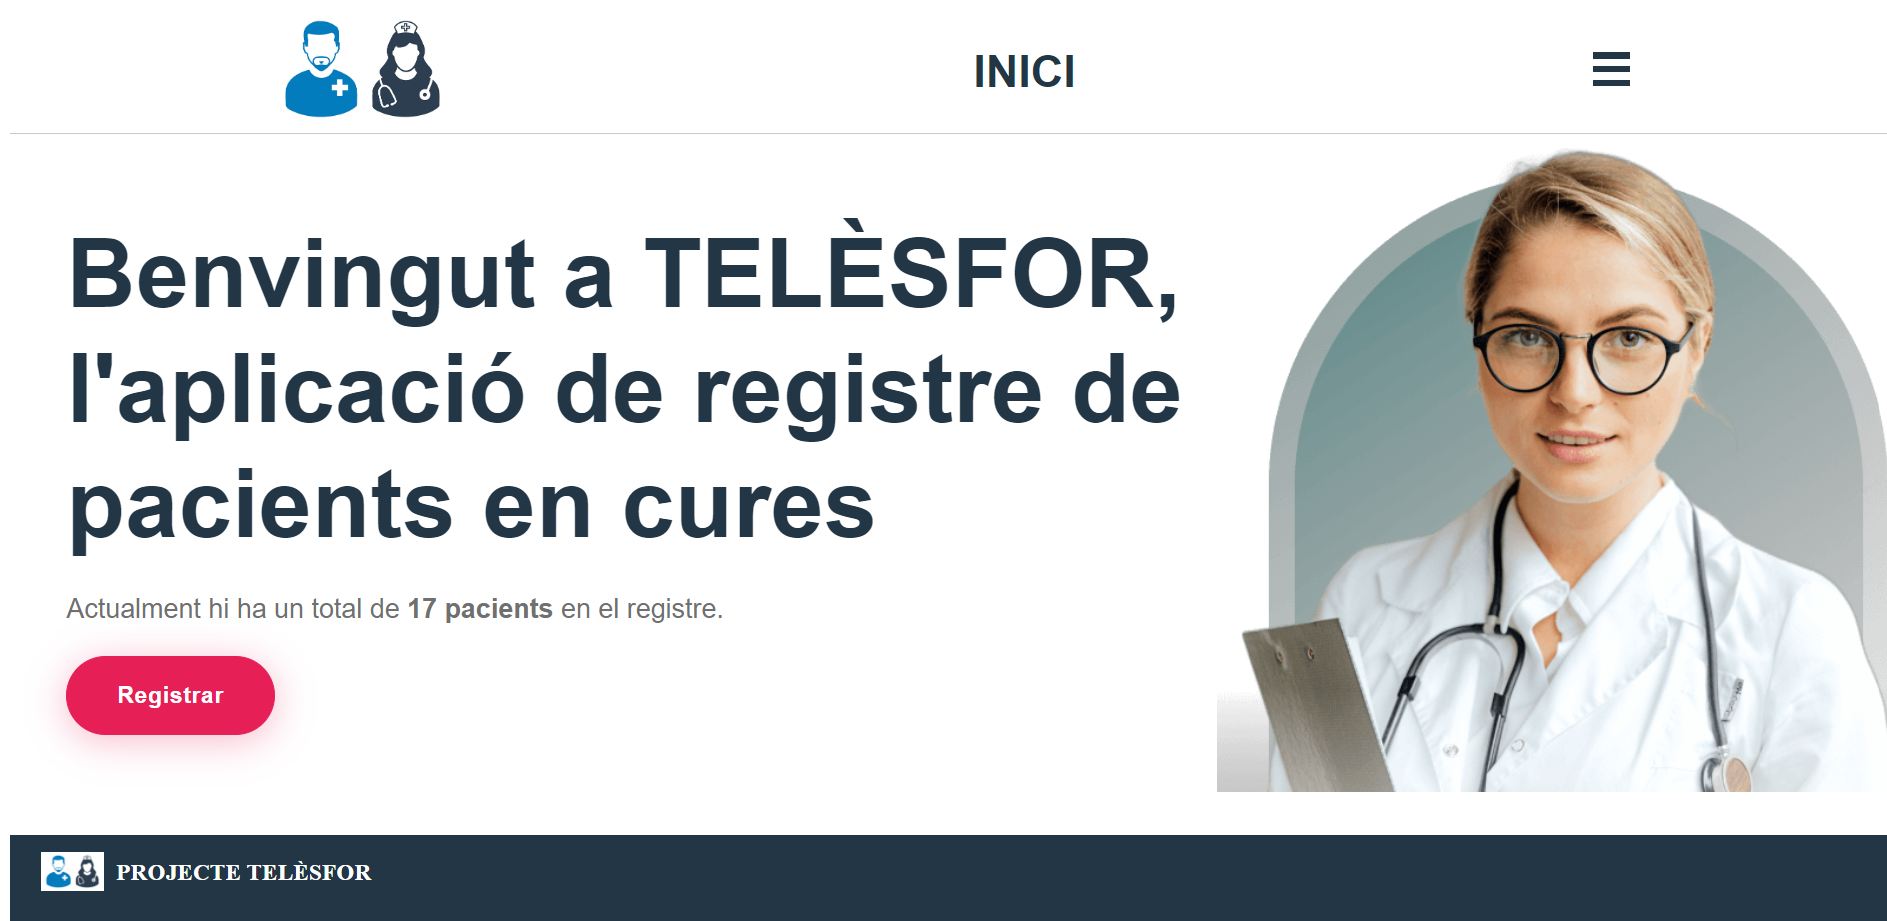 INICI
Benvingut a TELÈSFOR,
l'aplicació de registre de
pacients en cures
Actualment hi ha un total de 17 pacients en el registre.
Registrar
PROJECTE TELÈSFOR